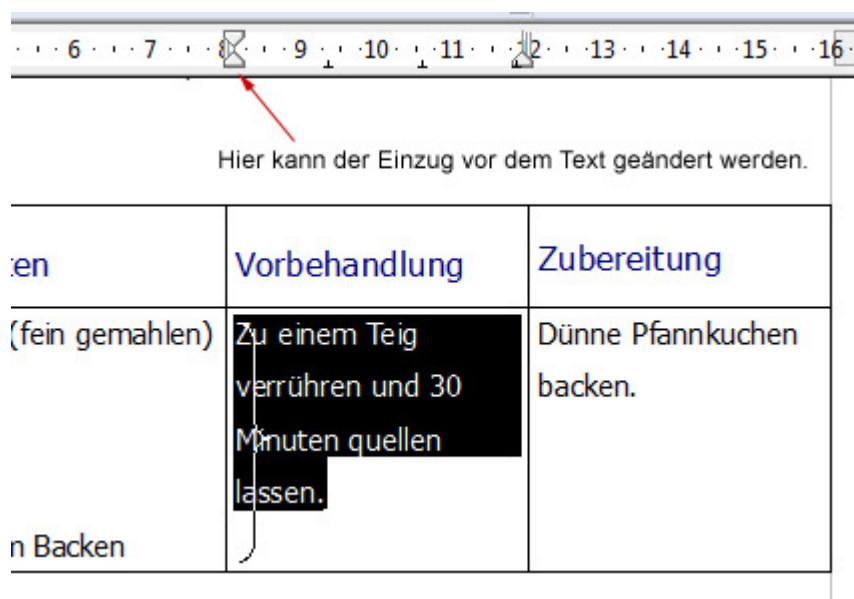 6 7 8 9 10 11 12 13 14 15 16
Hier kann der Einzug vor dem Text geändert werden.
Vorbehandlung
Zubereitung
(fein gemahlen)
Zu einem Teig
verrühren und 30
Minuten quellen
lassen.
Dünne Pfannkuchen
backen.
Backen